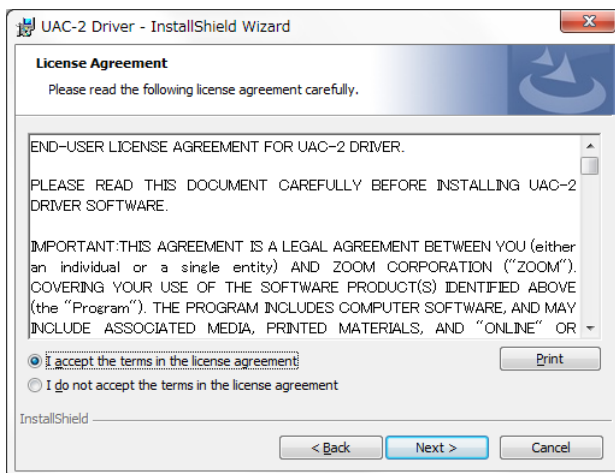 UAC-2 Driver - InstallShield Wizard
License Agreement
Please read the following license agreement carefully.
END-USER LICENSE AGREEMENT FOR UAC-2 DRIVER.
PLEASE READ THIS DOCUMENT CAREFULLY BEFORE INSTALLING UAC-2
DRIVER SOFTWARE.
IMPORTANT:THIS AGREEMENT IS A LEGAL AGREEMENT BETWEEN YOU (either
an individual or a single entity) AND ZOOM CORPORATION ("ZOOM").
COVERING YOUR USE OF THE SOFTWARE PRODUCT(S) IDENTIFIED ABOVE
(the "Program"). THE PROGRAM INCLUDES COMPUTER SOFTWARE, AND MAY
INCLUDE ASSOCIATED MEDIA, PRINTED MATERIALS, AND "ONLINE" OR
I accept the terms in the license agreement
Print
I do not accept the terms in the license agreement
InstallShield
< Back
Next >
Cancel